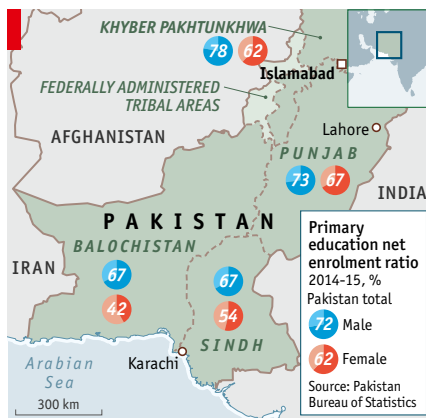 KHYBER PAKHTUNKHWA
78 62
Islamabad
FEDERALLY ADMINISTERED
TRIBAL AREAS
AFGHANISTAN
Lahore
PUNJAB
73 67
INDIA
PAKISTAN
BALOCHISTAN
IRAN
67
42
67
54
SINDH
Karachi
Arabian
Sea
300 km
Primary
education net
enrolment ratio
2014-15, %
Pakistan total
72 Male
62 Female
Source: Pakistan
Bureau of Statistics